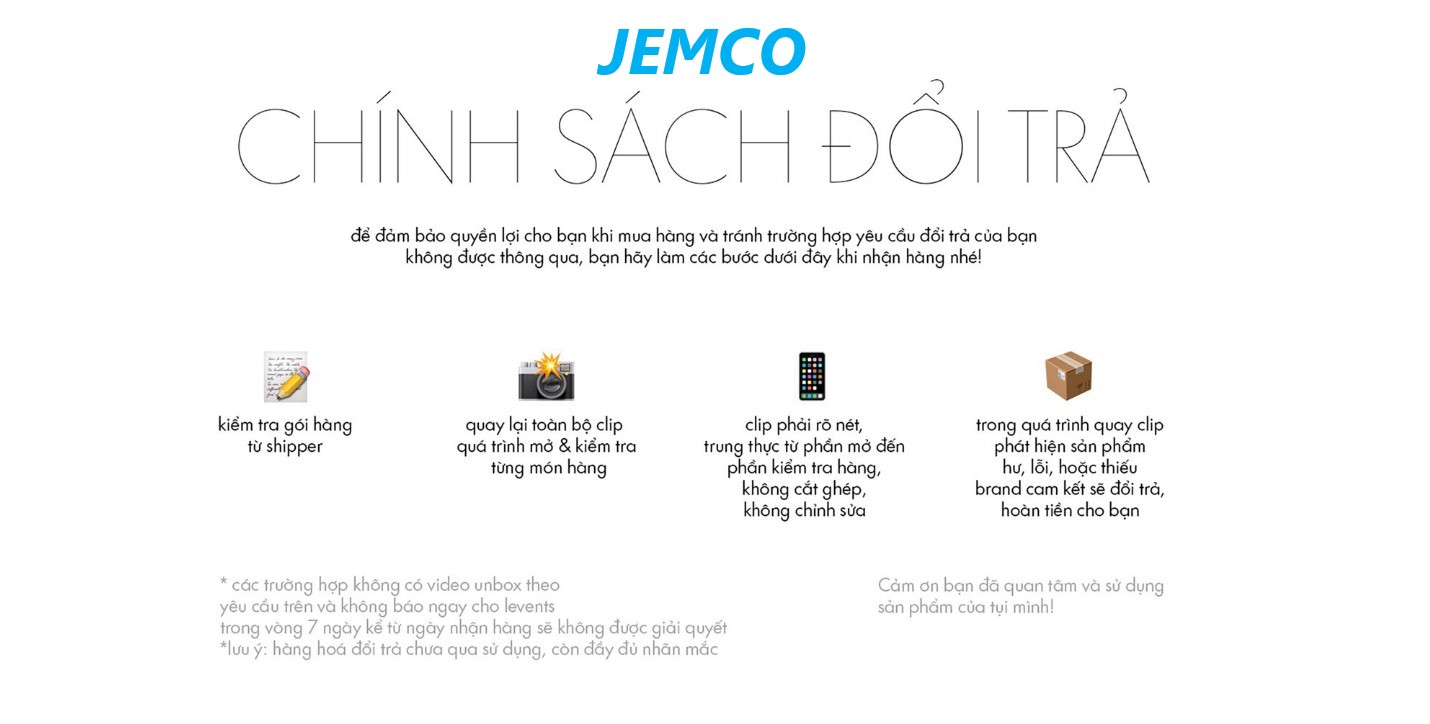 JEMCO
CHÍNH SÁCH ĐỔI TRẢ
để đảm bảo quyền lợi cho bạn khi mua hàng và tránh trường hợp yêu cầu đổi trả của bạn
không được thông qua, bạn hãy làm các bước dưới đây khi nhận hàng nhé!
kiểm tra gói hàng
từ shipper
quay lại toàn bộ clip
quá trình mở & kiểm tra
từng món hàng
clip phải rõ nét,
trung thực từ phần mở đến
phần kiểm tra hàng,
không cắt ghép,
không chỉnh sửa
trong quá trình quay clip
phát hiện sản phẩm
hư, lỗi, hoặc thiếu
brand cam kết sẽ đổi trả,
hoàn tiền cho bạn
* các trường hợp không có video unbox theo
yêu cầu trên và không báo ngay cho levents
trong vòng 7 ngày kể từ ngày nhận hàng sẽ không được giải quyết
*lưu ý: hàng hoá đổi trả chưa qua sử dụng, còn đầy đủ nhãn mắc
Cảm ơn bạn đã quan tâm và sử dụng
sản phẩm của tụi mình!